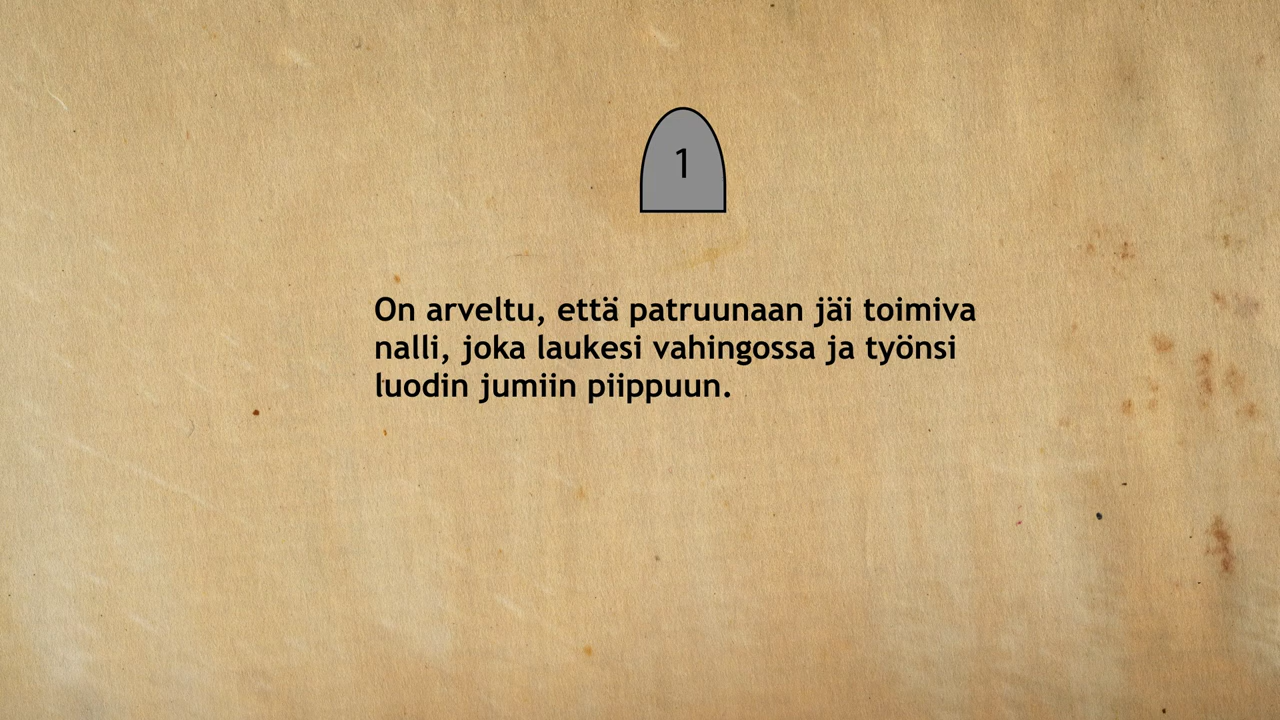 1
On arveltu, että patruunaan jäi toimiva
nalli, joka laukesi vahingossa ja työnsi
luodin jumiin piippuun.